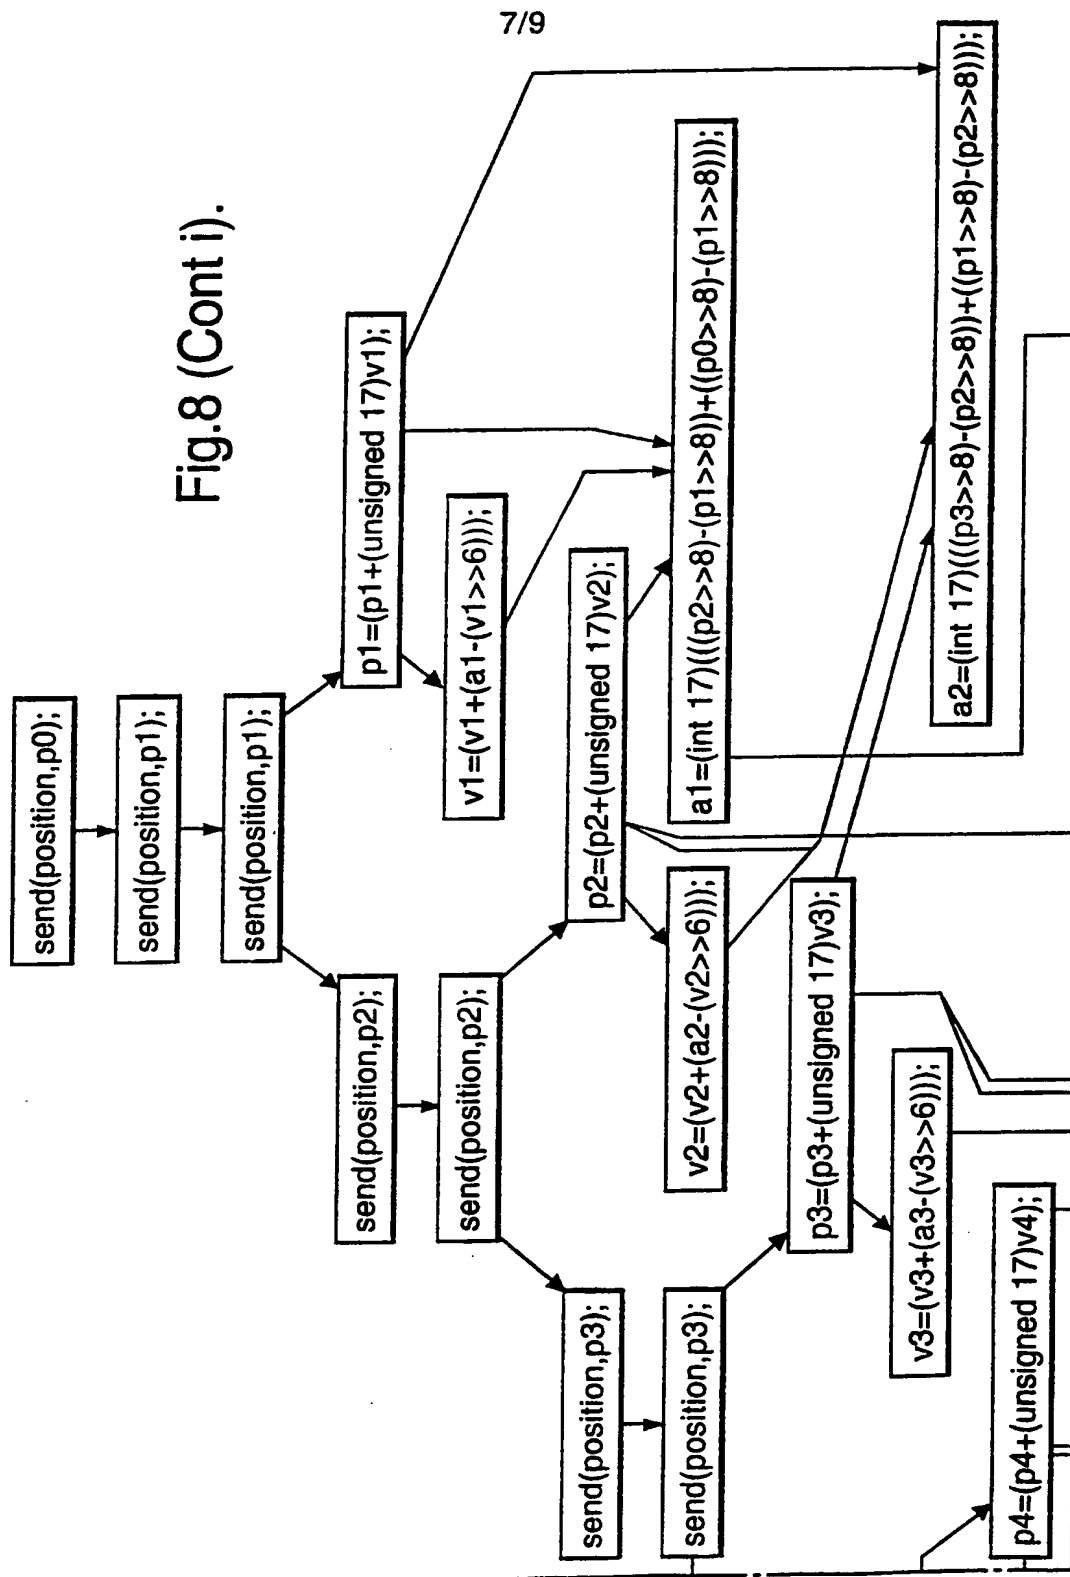 7/9
Fig.8 (Cont i).
send(position,p0);
send(position,p1);
send(position,p1);
p1=(p1+(unsigned 17)v1);
send(position,p2);
v1=(v1+(a1-(v1>>6)));
send(position,p2);
p2=(p2+(unsigned 17)v2);
send(position,p3);
a1=(int 17)(((p2>>8)-(p1>>8))+((p0>>8)-(p1>>8)));
v2=(v2+(a2-(v2>>6)));
send(position,p3);
p3=(p3+(unsigned 17)v3);
v3=(v3+(a3-(v3>>6)));
a2=(int 17)(((p3>>8)-(p2>>8))+((p1>>8)-(p2>>8)));
p4=(p4+(unsigned 17)v4);